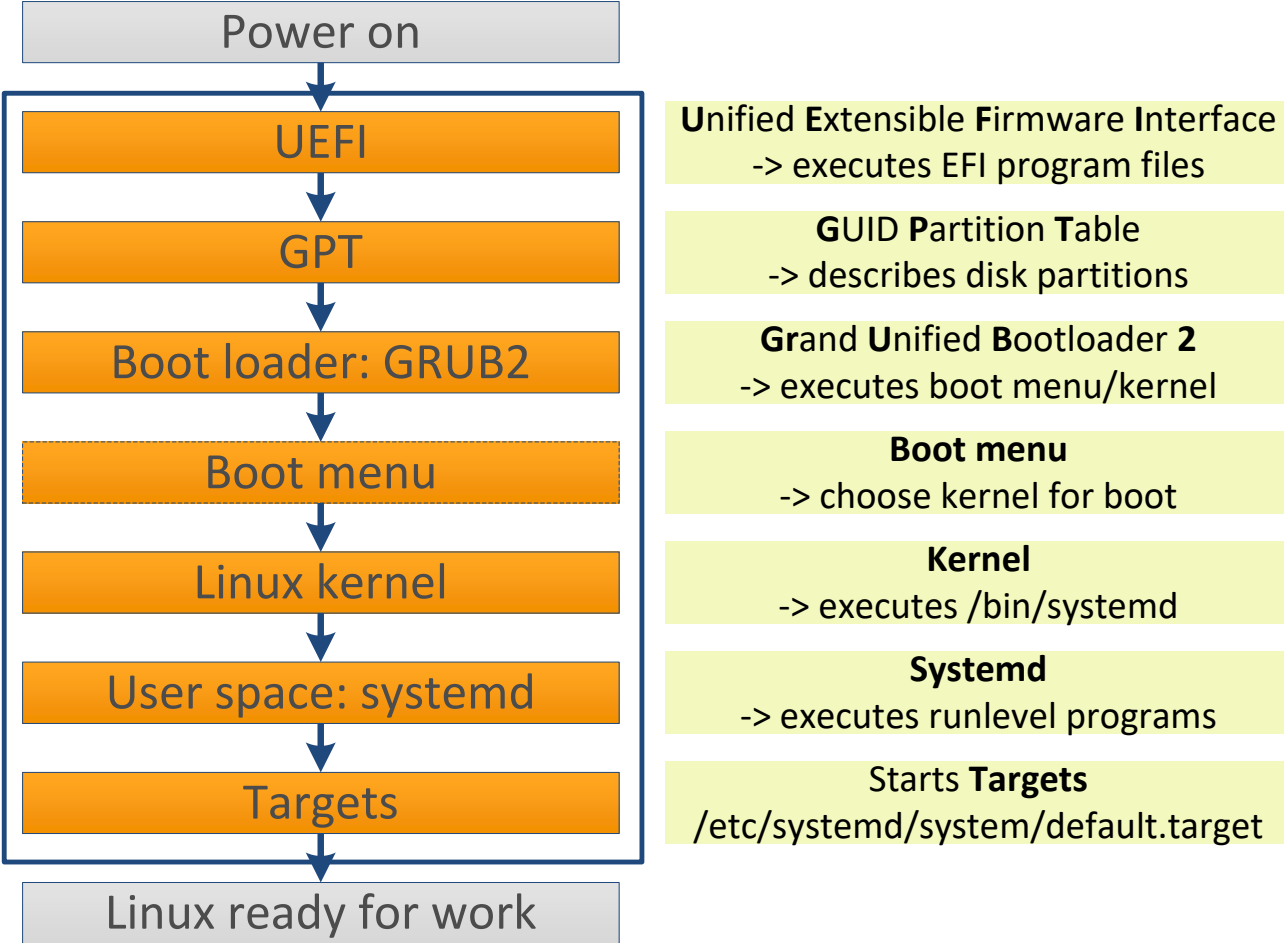 Power on
UEFI
Unified Extensible Firmware Interface
-> executes EFI program files
GPT
GUID Partition Table
-> describes disk partitions
Boot loader: GRUB2
Grand Unified Bootloader 2
-> executes boot menu/kernel
Boot menu
Boot menu
-> choose kernel for boot
Linux kernel
Kernel
-> executes /bin/systemd
User space: systemd
Systemd
-> executes runlevel programs
Targets
Starts Targets
/etc/systemd/system/default.target
Linux ready for work